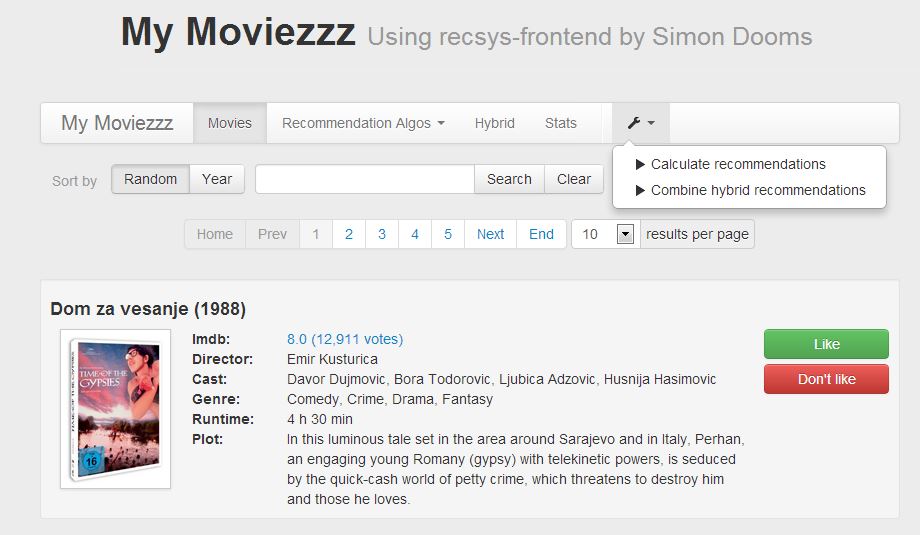 My Moviezzz Using recsys-frontend by Simon Dooms
My Moviezzz Movies Recommendation Algos Hybrid Stats
Calculate recommendations
Combine hybrid recommendations
Sort by Random Year Search Clear
Home Prev 1 2 3 4 5 Next End 10 results per page
Dom za vesanje (1988)
TIME OF THE
GYPSIES
16
Imdb: 8.0 (12,911 votes)
Director: Emir Kusturica
Cast: Davor Dujmovic, Bora Todorovic, Ljubica Adzovic, Husnija Hasimovic
Genre: Comedy, Crime, Drama, Fantasy
Runtime: 4 h 30 min
Plot: In this luminous tale set in the area around Sarajevo and in Italy, Perhan,
an engaging young Romany (gypsy) with telekinetic powers, is seduced
by the quick-cash world of petty crime, which threatens to destroy him
and those he loves.
Like
Don't like